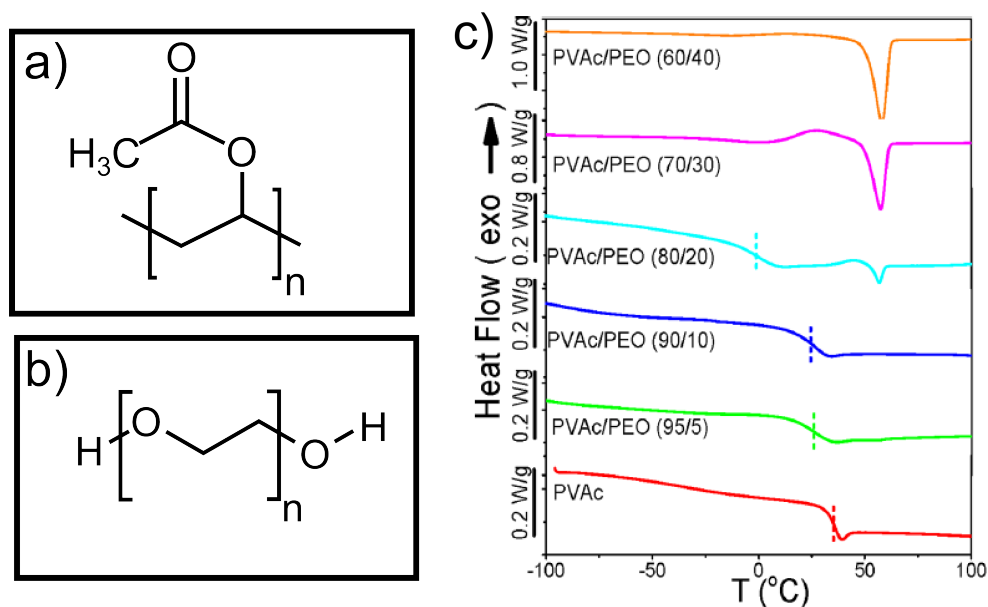 a)
O
H₃C
O
n
b)
H
O
O
H
n
c)
Heat Flow ( exo
1.0 W/g
PVAc/PEO (60/40)
0.8 W/g
PVAc/PEO (70/30)
0.2 W/g
PVAc/PEO (80/20)
0.2 W/g
PVAc/PEO (90/10)
0.2 W/g
PVAc/PEO (95/5)
0.2 W/g
PVAc
-100 -50 0 50 100
T (°C)